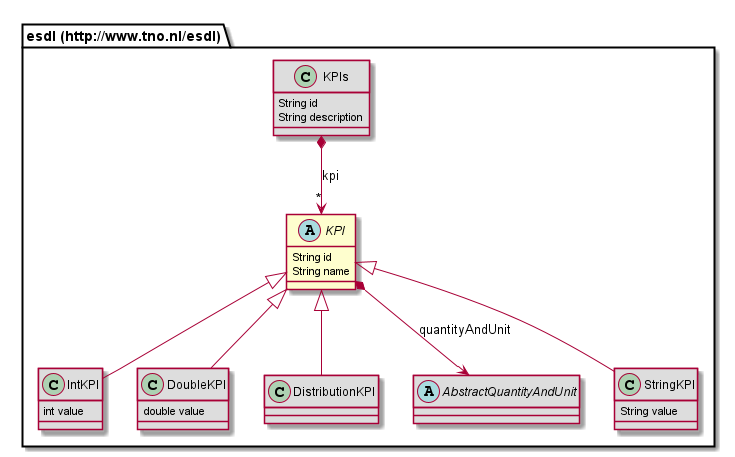 esdl (http://www.tno.nl/esdl)
C KPIs
String id
String description
kpi
*
A KPI
String id
String name
quantityAndUnit
C IntKPI
int value
C DoubleKPI
double value
C DistributionKPI
A AbstractQuantityAndUnit
C StringKPI
String value